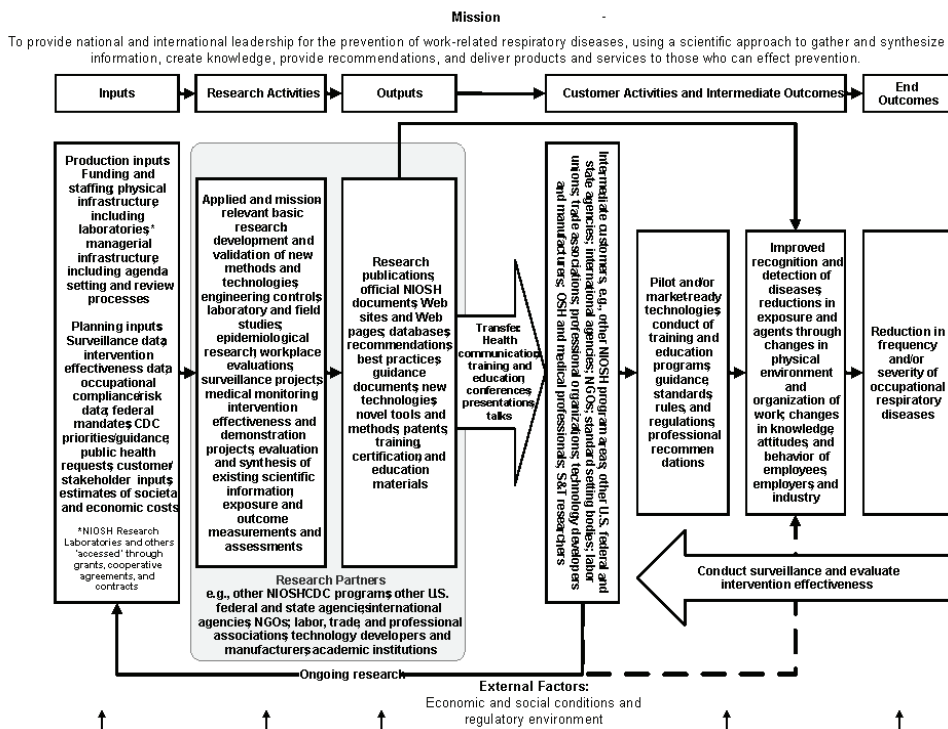 Mission -
To provide national and international leadership for the prevention of work-related respiratory diseases, using a scientific approach to gather and synthesize
information, create knowledge, provide recommendations, and deliver products and services to those who can effect prevention.
Inputs
Research Activities
Outputs
Customer Activities and Intermediate Outcomes
End
Outcomes
Production inputs
Funding and
staffing; physical
infrastructure
including
laboratories,*
managerial
infrastructure
including agenda
setting and review
processes
Planning inputs
Surveillance data;
intervention
effectiveness data;
occupational
compliance/risk
data; federal
mandates; CDC
priorities/guidance;
public health
requests; customer/
stakeholder inputs;
estimates of societal
and economic costs
*NIOSH Research
Laboratories and others
'accessed' through
grants, cooperative
agreements, and
contracts
Applied and mission
relevant basic
research;
development and
validation of new
methods and
technologies;
engineering controls;
laboratory and field
studies;
epidemiological
research; workplace
evaluations;
surveillance projects;
medical monitoring;
intervention
effectiveness and
demonstration
projects; evaluation
and synthesis of
existing scientific
information;
exposure and
outcome
measurements and
assessments
Research
publications;
official NIOSH
documents; Web
sites and Web
pages; databases;
recommendations;
best practices;
guidance
documents; new
technologies;
novel tools and
methods; patents;
training,
certification, and
education
materials
Research Partners
e.g., other NIOSHCDC programs; other U.S.
federal and state agencies;international
agencies; NGOs; labor, trade, and professional
associations; technology developers and
manufacturers; academic institutions
Transfer:
Health
communication;
training and
education;
conferences;
presentations;
talks
Intermediate customers, e.g., other NIOSH program areas, other U.S. federal and
state agencies; international agencies; NGOs; standard setting bodies; labor
unions; trade associations; professional organizations; technology developers
and manufacturers; OSH and medical professionals; S&T researchers
Pilot and/or
market-ready
technologies;
conduct of
training and
education
programs;
guidance,
standards,
rules, and
regulations;
professional
recommen
dations
Improved
recognition and
detection of
diseases;
reductions in
exposure and
agents through
changes in
physical
environment
and
organization of
work; changes
in knowledge,
attitudes, and
behavior of
employees,
employers, and
industry
Reduction in
frequency
and/or
severity of
occupational
respiratory
diseases
Conduct surveillance and evaluate
intervention effectiveness
Ongoing research
External Factors:
Economic and social conditions and
regulatory environment